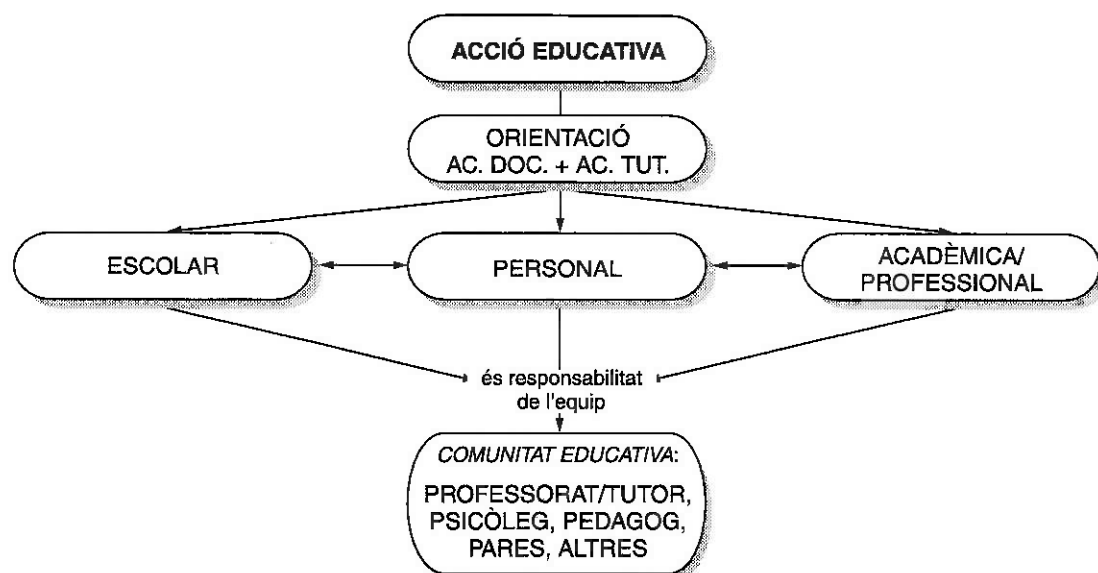 ACCIÓ EDUCATIVA
ORIENTACIÓ
AC. DOC. + AC. TUT.
ESCOLAR
PERSONAL
ACADÈMICA/
PROFESSIONAL
és responsabilitat
de l'equip
COMUNITAT EDUCATIVA:
PROFESSORAT/TUTOR,
PSICÒLEG, PEDAGOG,
PARES, ALTRES